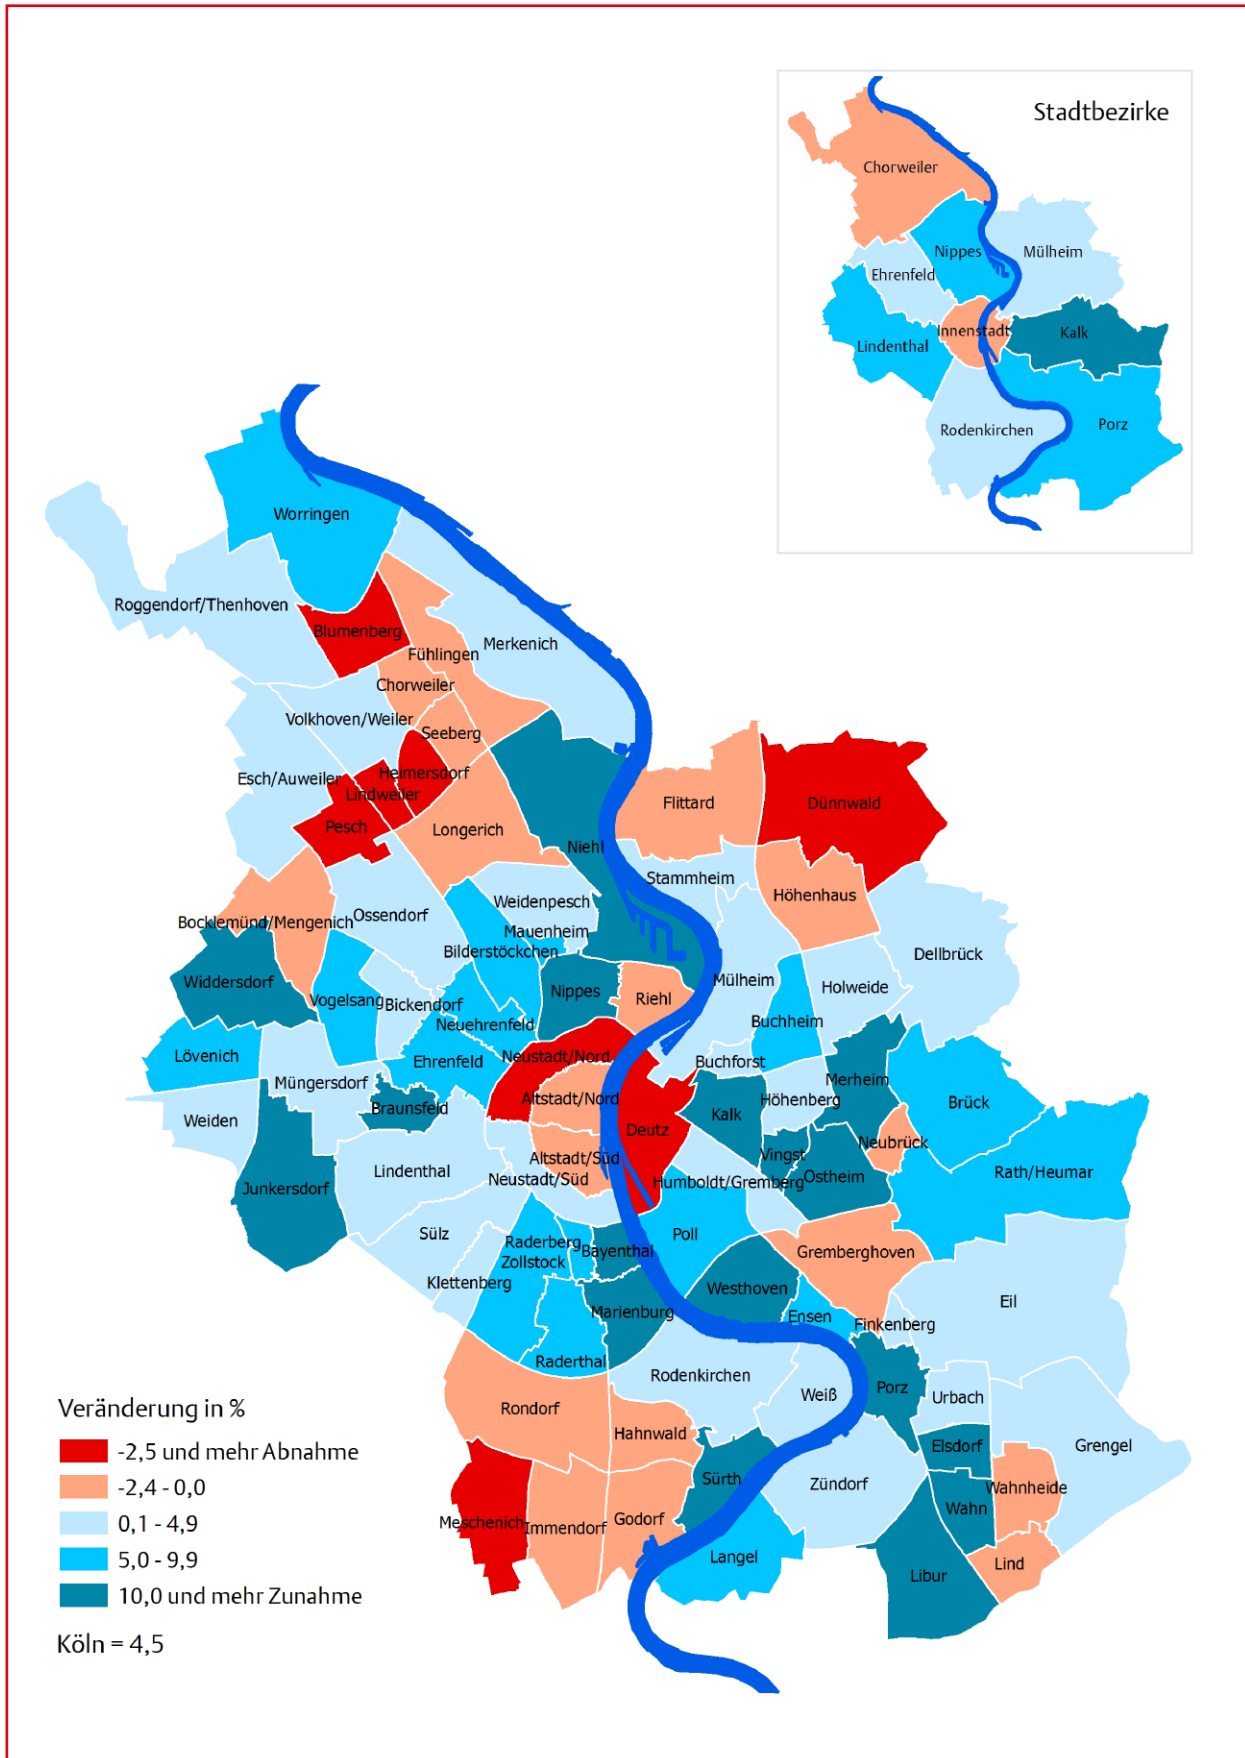 Stadtbezirke
Chorweiler
Nippes
Mülheim
Ehrenfeld
Innenstadt
Kalk
Lindenthal
Porz
Rodenkirchen
Worringen
Roggendorf/Thenhoven
Blumenberg
Merkenich
Fühlingen
Chorweiler
Volkhoven/Weiler
Seeberg
Heimersdorf
Esch/Auweiler
Lindweiler
Pesch
Longerich
Niehl
Flittard
Dünnwald
Stammheim
Höhenhaus
Weidenpesch
Ossendorf
Bocklemünd/Mengenich
Mauenheim
Bilderstöckchen
Dellbrück
Widdersdorf
Mülheim
Holweide
Nippes
Riehl
Vogelsang
Bickendorf
Neuehrenfeld
Buchheim
Lövenich
Ehrenfeld
Neustadt/Nord
Buchforst
Müngersdorf
Merheim
Altstadt/Nord
Höhenberg
Brück
Braunsfeld
Kalk
Weiden
Deutz
Neubrück
Vingst
Altstadt/Süd
Lindenthal
Rath/Heumar
Neustadt/Süd
Humboldt/Gremberg
Ostheim
Junkersdorf
Sülz
Poll
Raderberg
Bayenthal
Gremberghoven
Zollstock
Klettenberg
Westhoven
Eil
Marienburg
Ensen
Finkenberg
Raderthal
Rodenkirchen
Weiß
Porz
Urbach
Rondorf
Hahnwald
Elsdorf
Grengel
Sürth
Zündorf
Wahnheide
Wahn
Meschenich
Immendorf
Godorf
Langel
Lind
Libur
Veränderung in %
-2,5 und mehr Abnahme
-2,4 - 0,0
0,1 - 4,9
5,0 - 9,9
10,0 und mehr Zunahme
Köln = 4,5